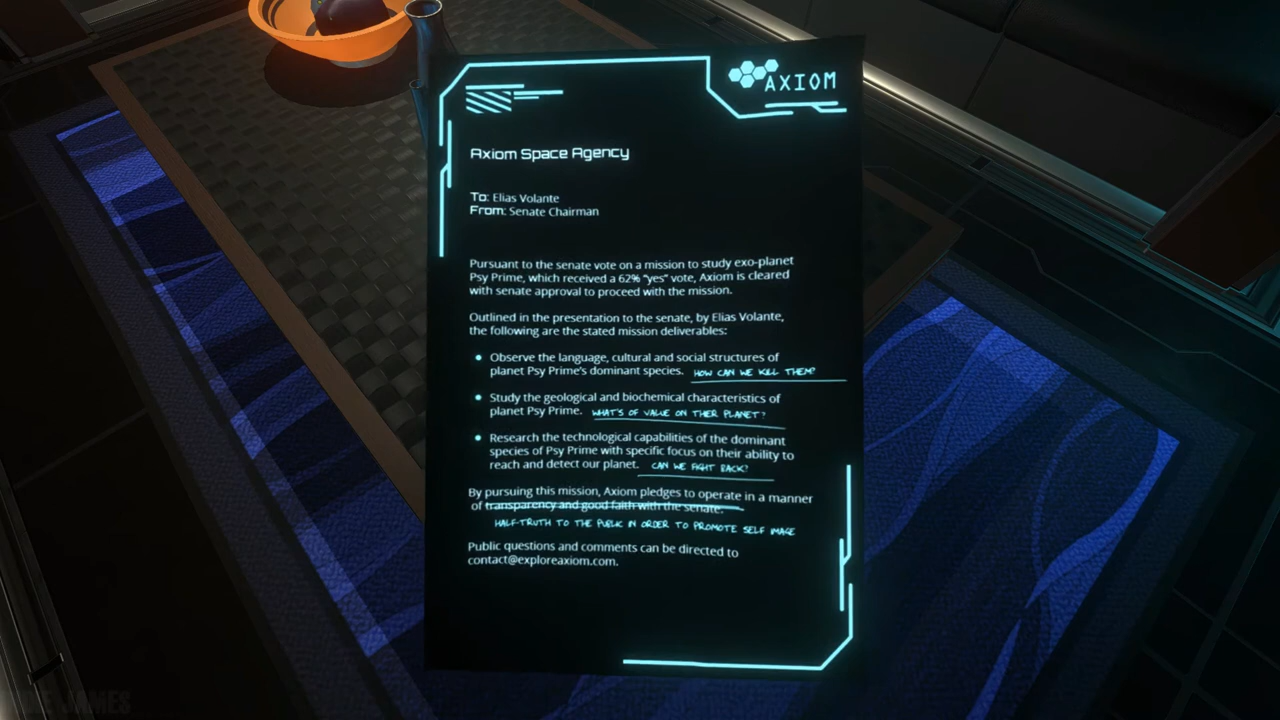 AXIOM
Axiom Space Agency
To: Elias Volante
From: Senate Chairman
Pursuant to the senate vote on a mission to study exo-planet
Psy Prime, which received a 62% "yes" vote, Axiom is cleared
with senate approval to proceed with the mission.
Outlined in the presentation to the senate, by Elias Volante,
the following are the stated mission deliverables:
• Observe the language, cultural and social structures of
planet Psy Prime's dominant species. HOW CAN WE KILL THEM?
• Study the geological and biochemical characteristics of
planet Psy Prime. WHAT'S OF VALUE ON THER PLANET?
• Research the technological capabilities of the dominant
species of Psy Prime with specific focus on their ability to
reach and detect our planet. CAN WE FIGHT BACK?
By pursuing this mission, Axiom pledges to operate in a manner
of transparency and good faith with the senate.
HALF-TRUTH TO THE PUBLIC IN ORDER TO PROMOTE SELF IMAGE
Public questions and comments can be directed to
contact@exploreaxiom.com.
JAMES